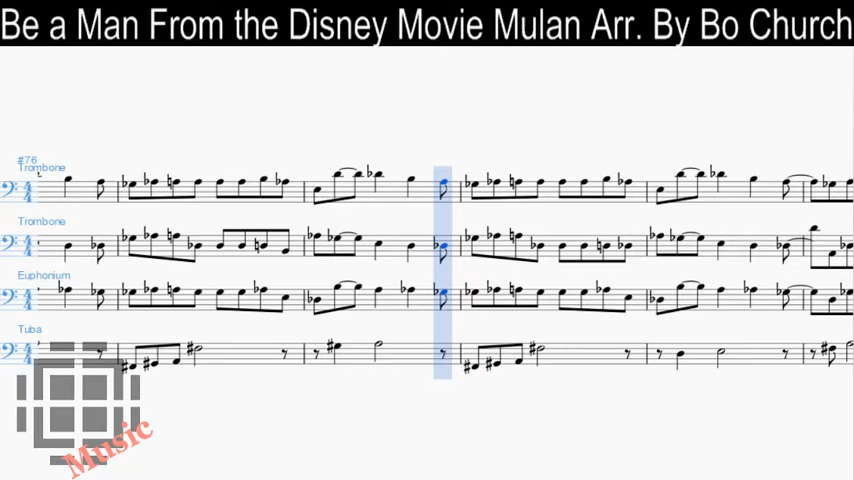 Be a Man From the Disney Movie Mulan Arr. By Bo Church
#76
Trombone
Trombone
Euphonium
Tuba
Music